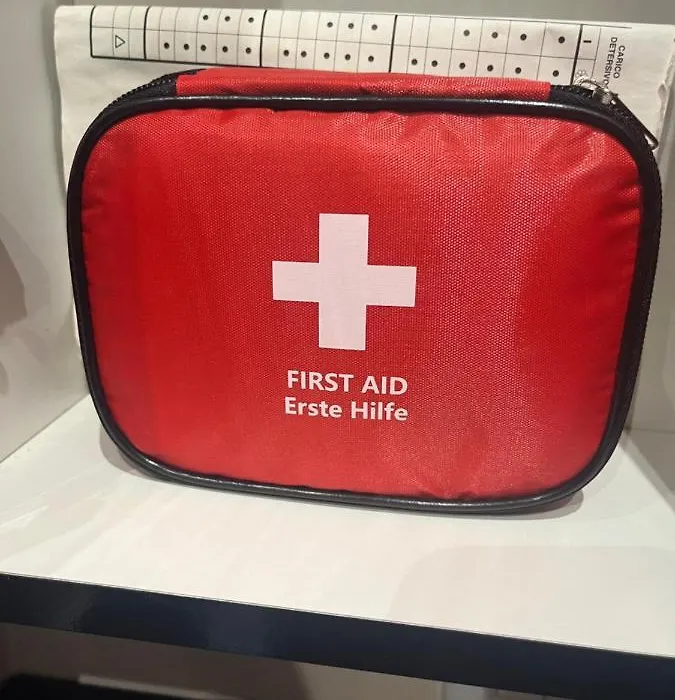 CARICO
DETERSIVO
I
FIRST AID
Erste Hilfe